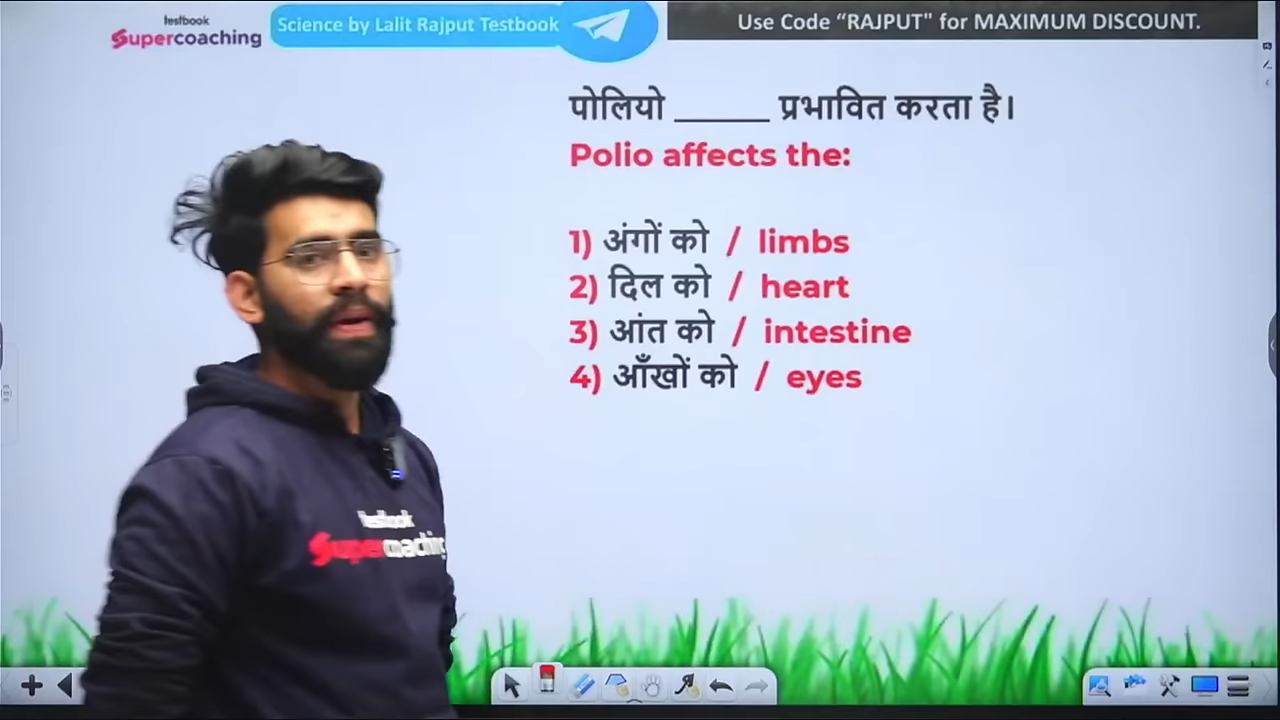 testbook
Supercoaching
Science by Lalit Rajput Testbook
Use Code “RAJPUT" for MAXIMUM DISCOUNT.
पोलियो ______ प्रभावित करता है।
Polio affects the:
1) अंगों को / limbs
2) दिल को / heart
3) आंत को / intestine
4) आँखों को / eyes
testbook
Supercoaching